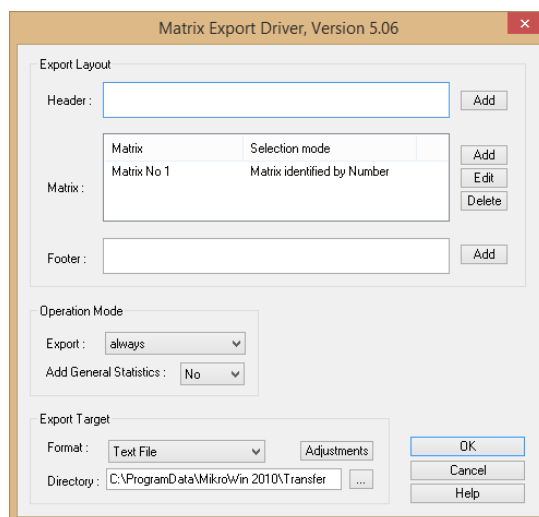 Matrix Export Driver, Version 5.06
Export Layout
Header : Add
Matrix Selection mode
Matrix No 1 Matrix identified by Number
Matrix :
Add
Edit
Delete
Footer : Add
Operation Mode
Export : always
Add General Statistics : No
Export Target
Format : Text File Adjustments
Directory : C:\ProgramData\MikroWin 2010\Transfer ...
OK
Cancel
Help